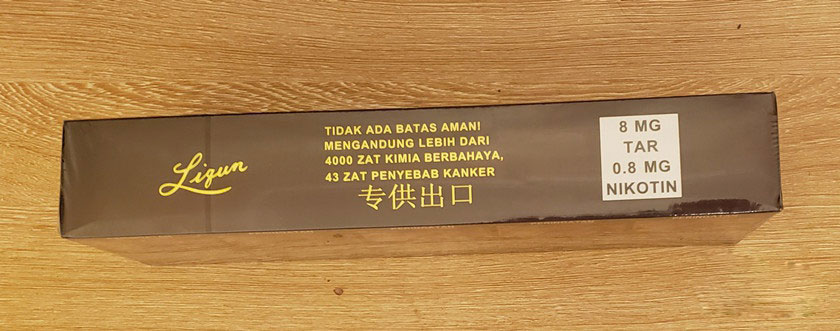 Liqun
TIDAK ADA BATAS AMAN!
MENGANDUNG LEBIH DARI
4000 ZAT KIMIA BERBAHAYA,
43 ZAT PENYEBAB KANKER
专供出口
8 MG
TAR
0.8 MG
NIKOTIN